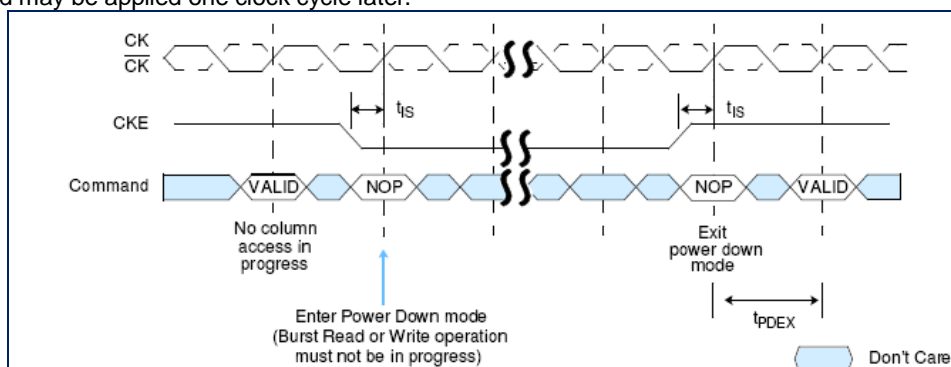 d may be applied one clock cycle later.
CK
CK
tIS
tIS
CKE
Command
VALID
NOP
NOP
VALID
No column
access in
progress
Exit
power down
mode
Enter Power Down mode
(Burst Read or Write operation
must not be in progress)
tPDEX
Don't Care